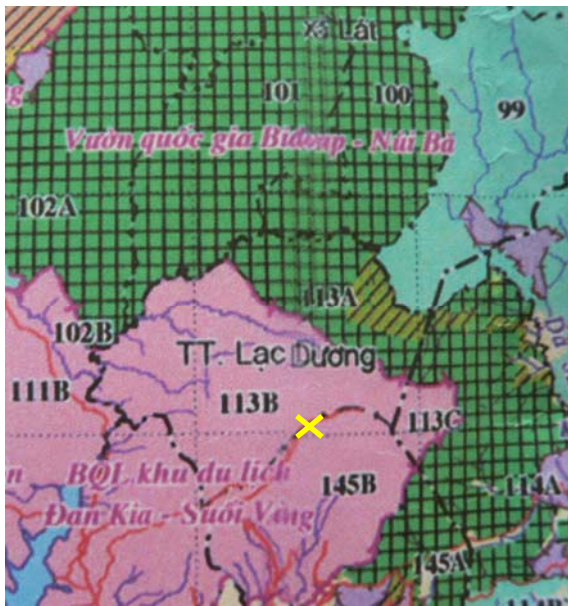 Xã Lát
101
100
99
Vườn quốc gia Biđoup - Núi Bà
102A
113A
102B
TT. Lạc Dương
111B
113B
113C
BQL khu du lịch
145B
114A
Đan Kia - Suối Vàng
145A